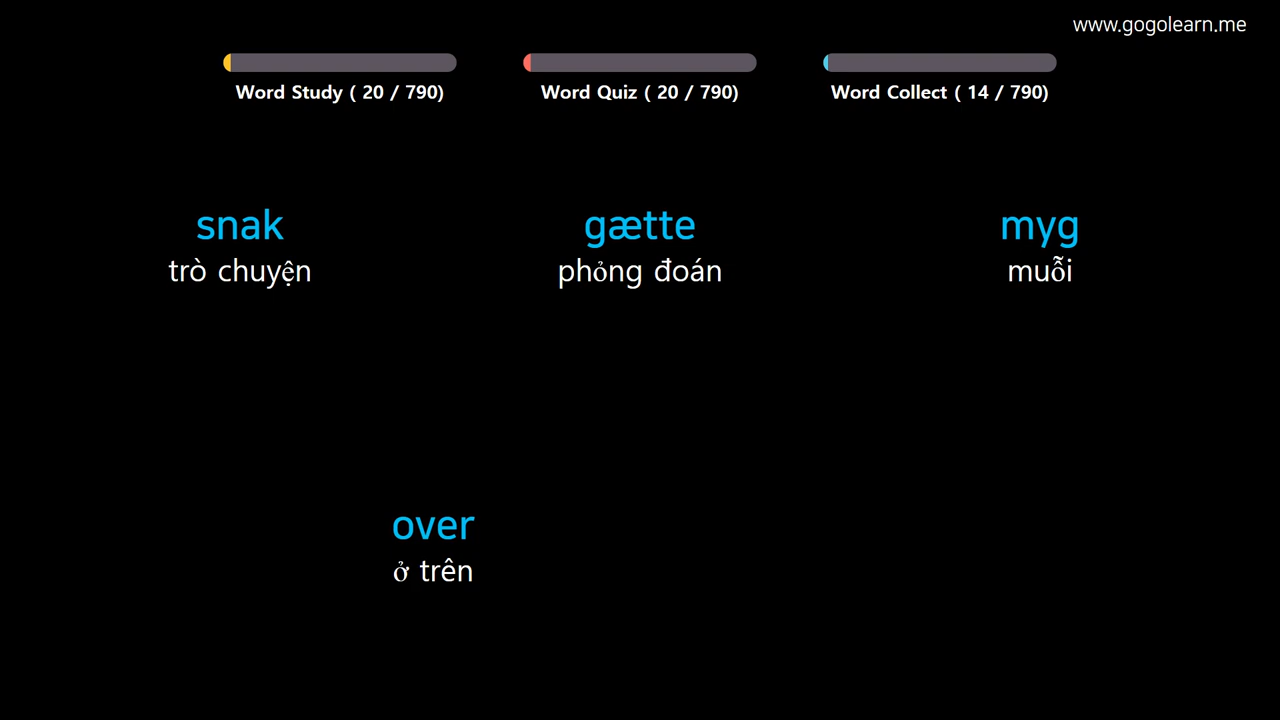 www.gogolearn.me
Word Study ( 20 / 790)
Word Quiz ( 20 / 790)
Word Collect ( 14 / 790)
snak
trò chuyện
gætte
phỏng đoán
myg
muỗi
over
ở trên